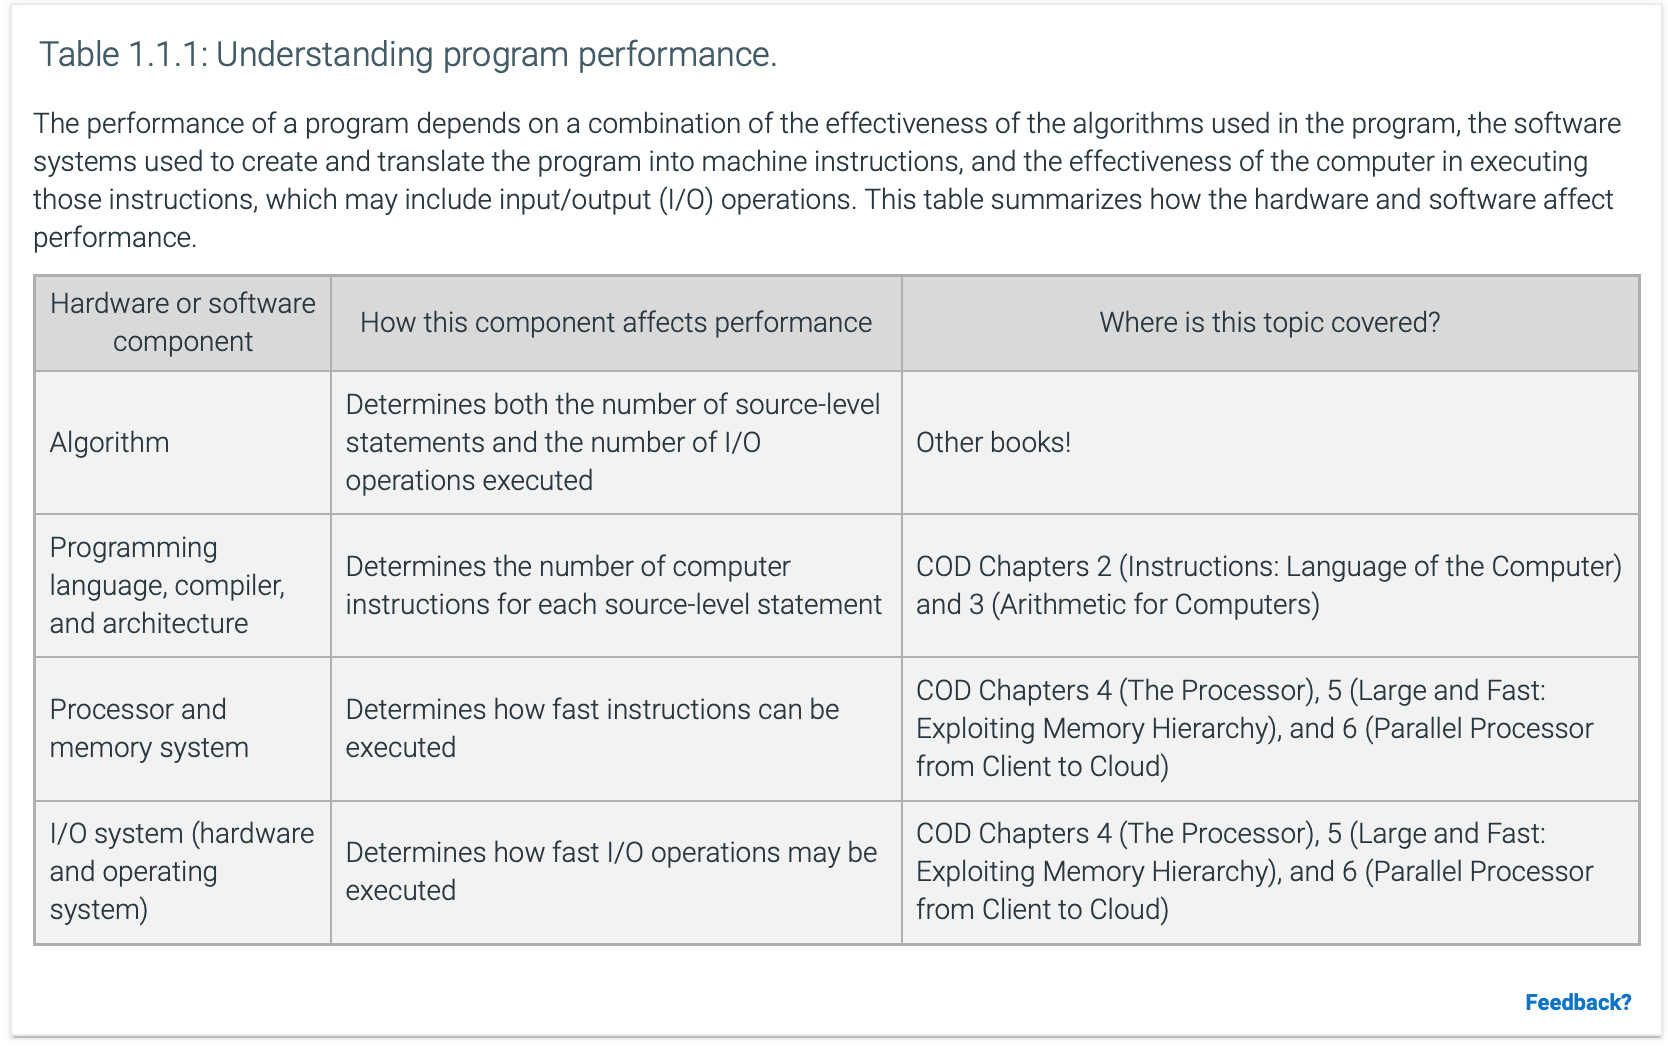 Table 1.1.1: Understanding program performance.
The performance of a program depends on a combination of the effectiveness of the algorithms used in the program, the software
systems used to create and translate the program into machine instructions, and the effectiveness of the computer in executing
those instructions, which may include input/output (I/O) operations. This table summarizes how the hardware and software affect
performance.
Hardware or software
component
How this component affects performance
Where is this topic covered?
Algorithm
Determines both the number of source-level
statements and the number of I/O
operations executed
Other books!
Programming
language, compiler,
and architecture
Determines the number of computer
instructions for each source-level statement
COD Chapters 2 (Instructions: Language of the Computer)
and 3 (Arithmetic for Computers)
Processor and
memory system
Determines how fast instructions can be
executed
COD Chapters 4 (The Processor), 5 (Large and Fast:
Exploiting Memory Hierarchy), and 6 (Parallel Processor
from Client to Cloud)
I/O system (hardware
and operating
system)
Determines how fast I/O operations may be
executed
COD Chapters 4 (The Processor), 5 (Large and Fast:
Exploiting Memory Hierarchy), and 6 (Parallel Processor
from Client to Cloud)
Feedback?